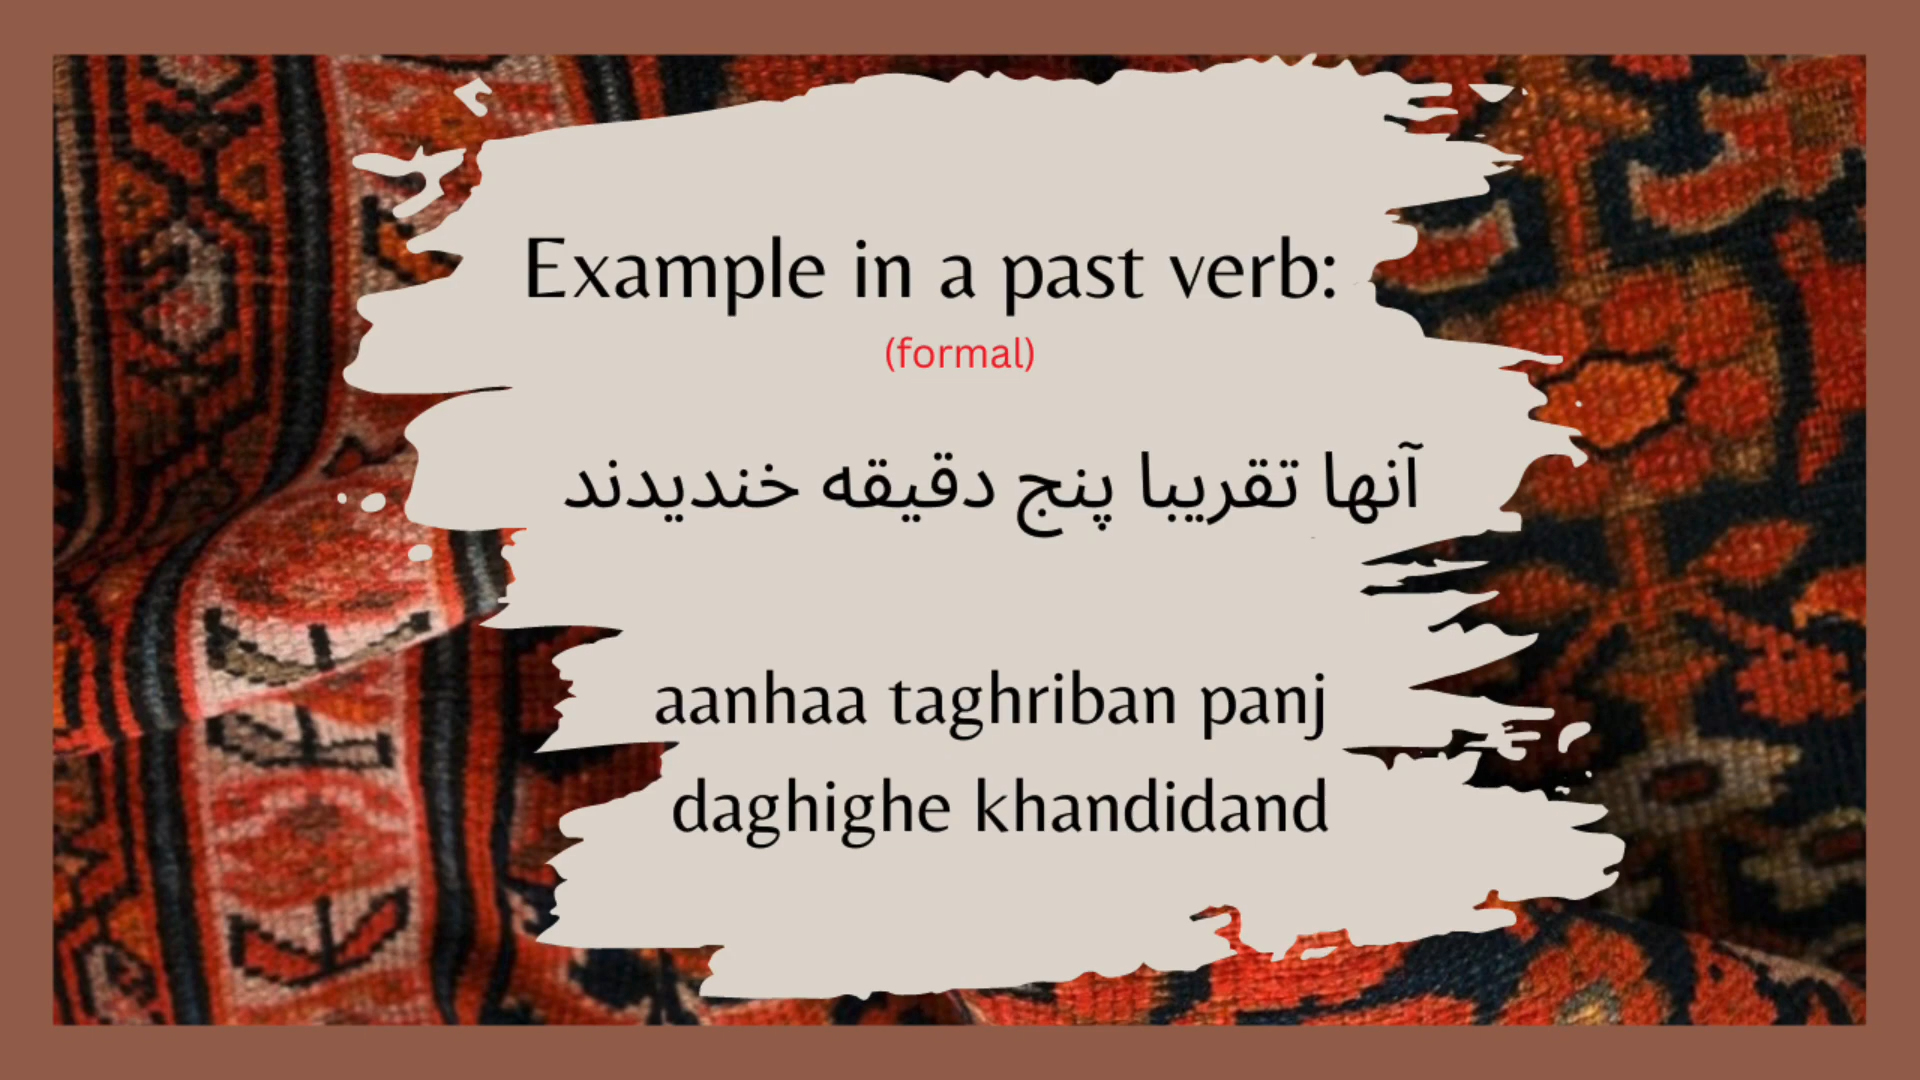 Example in a past verb:
(formal)
آنها تقریبا پنج دقیقه خندیدند
aanhaa taghriban panj
daghighe khandidand